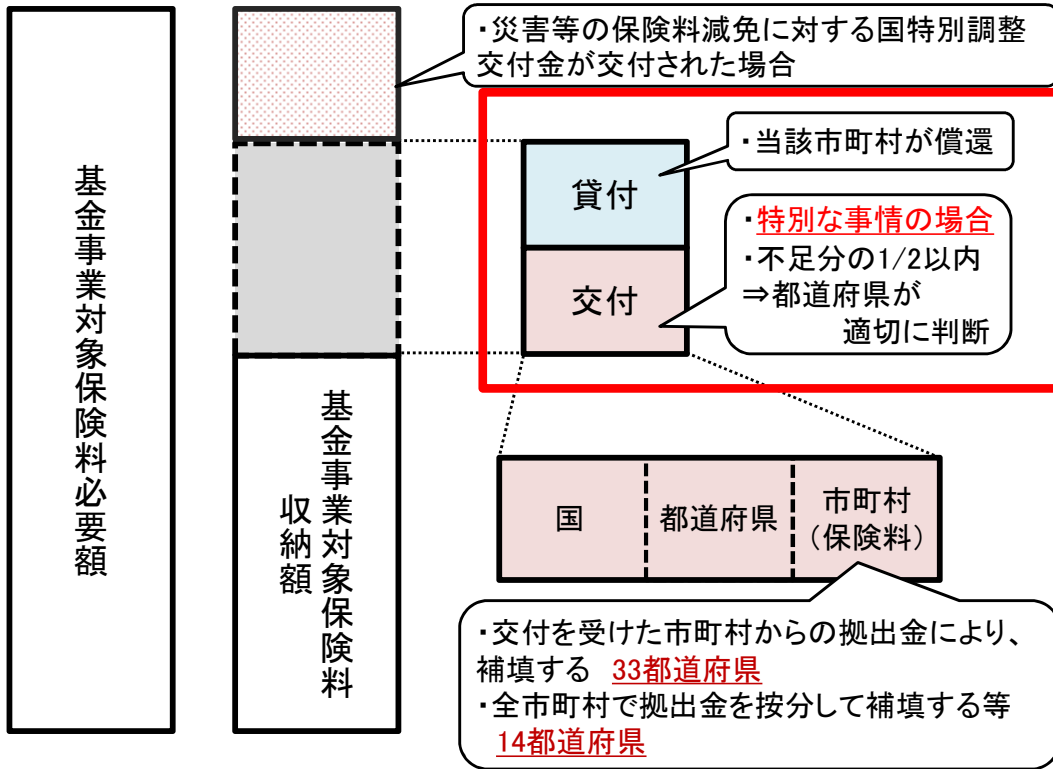 基金事業対象保険料必要額
基金事業対象保険料
収納額
・災害等の保険料減免に対する国特別調整
交付金が交付された場合
貸付
・当該市町村が償還
交付
・特別な事情の場合
・不足分の1/2以内
⇒都道府県が
適切に判断
国
都道府県
市町村
（保険料）
・交付を受けた市町村からの拠出金により、
補填する 33都道府県
・全市町村で拠出金を按分して補填する等
14都道府県